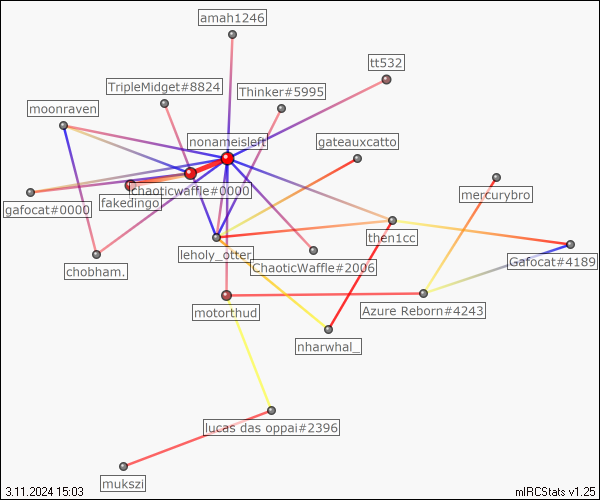 amah1246
tt532
TripleMidget#8824
Thinker#5995
moonraven
nonameisleft
gateauxcatto
chaoticwaffle#0000
mercurybro
fakedingo
gafocat#0000
then1cc
leholy_otter
Gafocat#4189
ChaoticWaffle#2006
chobham.
motorthud
Azure Reborn#4243
nharwhal_
lucas das oppai#2396
mukszi
3.11.2024 15:03
mIRCStats v1.25